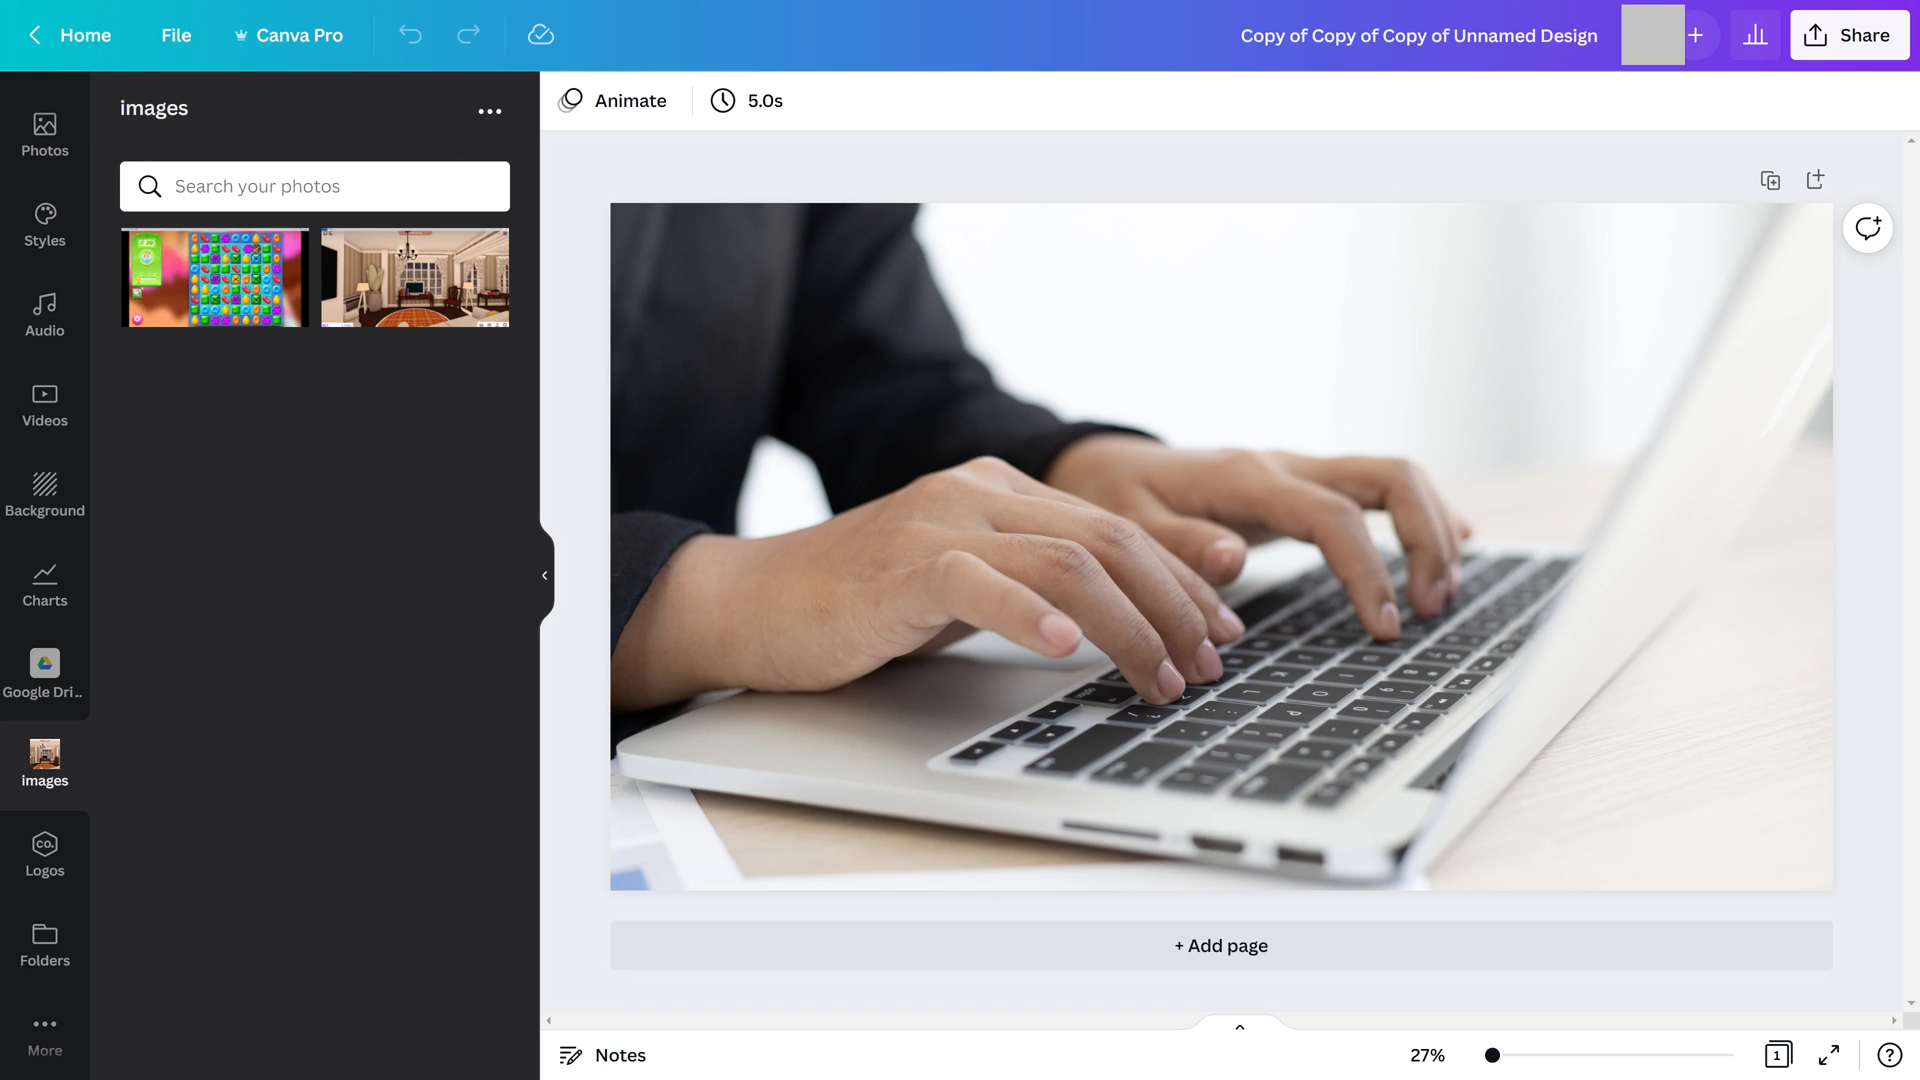 Home
File
Canva Pro
Copy of Copy of Copy of Unnamed Design
Share
Photos
Styles
Audio
Videos
Background
Charts
Google Dri..
images
Logos
Folders
More
images
Search your photos
Animate
5.0s
+ Add page
Notes
27%
1
CO.